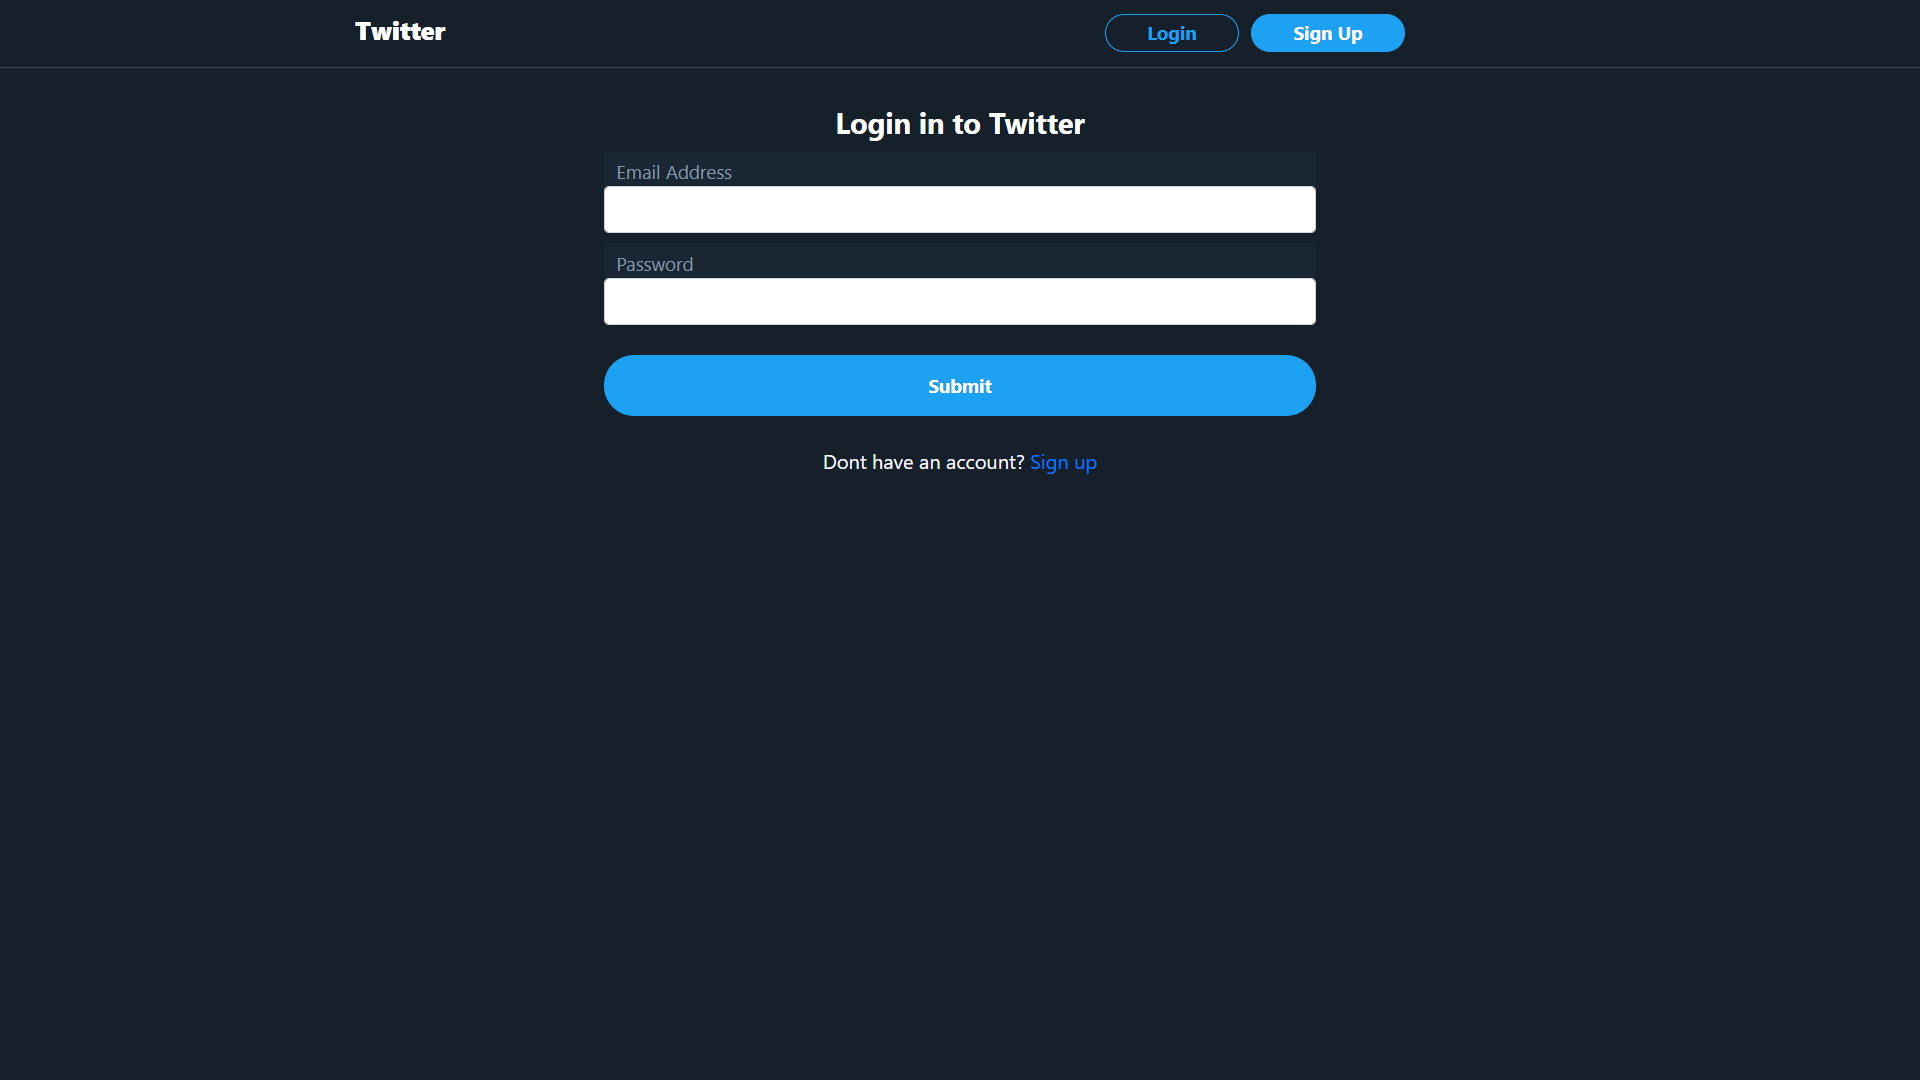 Twitter
Login
Sign Up
Login in to Twitter
Email Address
Password
Submit
Dont have an account? Sign up